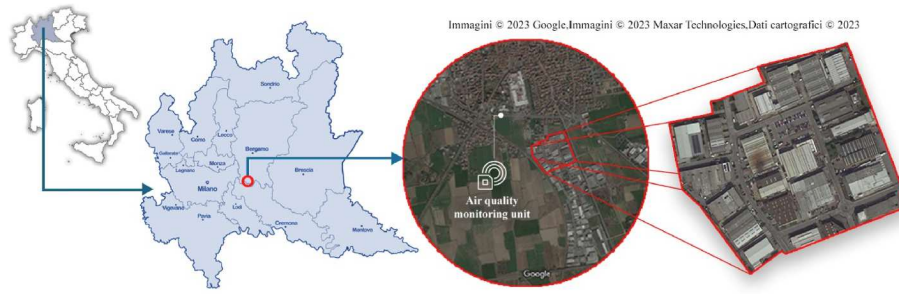 Immagini © 2023 Google,Immagini © 2023 Maxar Technologies,Dati cartografici © 2023
Sondrio
Varese
Como
Lecco
Bergamo
Gallarate
Legnano
Monza
Brescia
Milano
Vigevano
Pavia
Lodi
Cremona
Mantova
Air quality
monitoring unit
Google